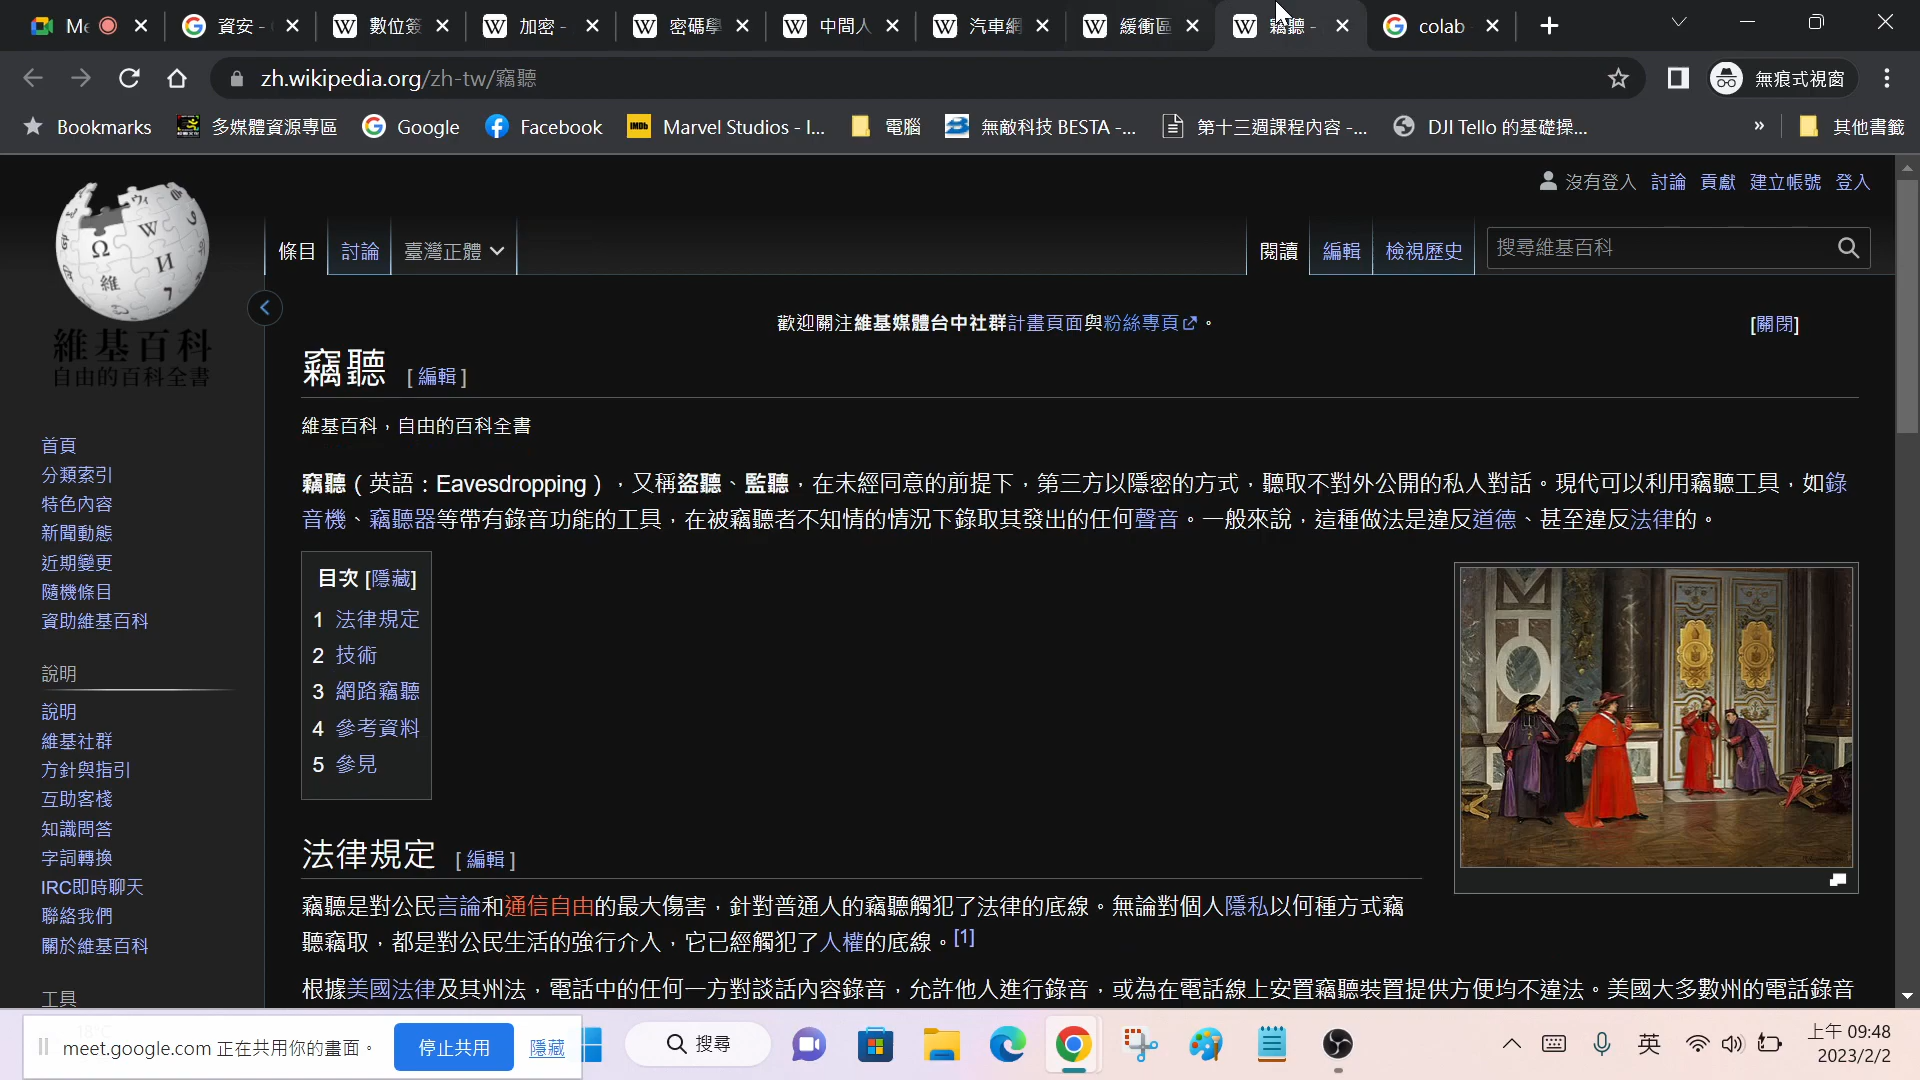 資安 -
數位簽
加密 -
密碼學
中間人
汽車網
緩衝區
竊聽 -
colab
zh.wikipedia.org/zh-tw/竊聽
無痕式視窗
Bookmarks
多媒體資源專區
Google
Facebook
Marvel Studios - I...
電腦
無敵科技 BESTA -...
第十三週課程內容 -...
DJI Tello 的基礎操...
»
其他書籤
沒有登入 討論 貢獻 建立帳號 登入
條目 討論 臺灣正體
閱讀 編輯 檢視歷史 搜尋維基百科
維基百科
自由的百科全書
歡迎關注維基媒體台中社群計畫頁面與粉絲專頁。
[關閉]
竊聽 [編輯]
維基百科，自由的百科全書
竊聽（英語：Eavesdropping），又稱盜聽、監聽，在未經同意的前提下，第三方以隱密的方式，聽取不對外公開的私人對話。現代可以利用竊聽工具，如錄
音機、竊聽器等帶有錄音功能的工具，在被竊聽者不知情的情況下錄取其發出的任何聲音。一般來說，這種做法是違反道德、甚至違反法律的。
目次 [隱藏]
1 法律規定
2 技術
3 網路竊聽
4 參考資料
5 參見
法律規定 [編輯]
竊聽是對公民言論和通信自由的最大傷害，針對普通人的竊聽觸犯了法律的底線。無論對個人隱私以何種方式竊
聽竊取，都是對公民生活的強行介入，它已經觸犯了人權的底線。[1]
根據美國法律及其州法，電話中的任何一方對談話內容錄音，允許他人進行錄音，或為在電話線上安置竊聽裝置提供方便均不違法。美國大多數州的電話錄音
首頁
分類索引
特色內容
新聞動態
近期變更
隨機條目
資助維基百科
說明
說明
維基社群
方針與指引
互助客棧
知識問答
字詞轉換
IRC即時聊天
聯絡我們
關於維基百科
工具
meet.google.com 正在共用你的畫面。
停止共用
隱藏
搜尋
英
上午 09:48
2023/2/2